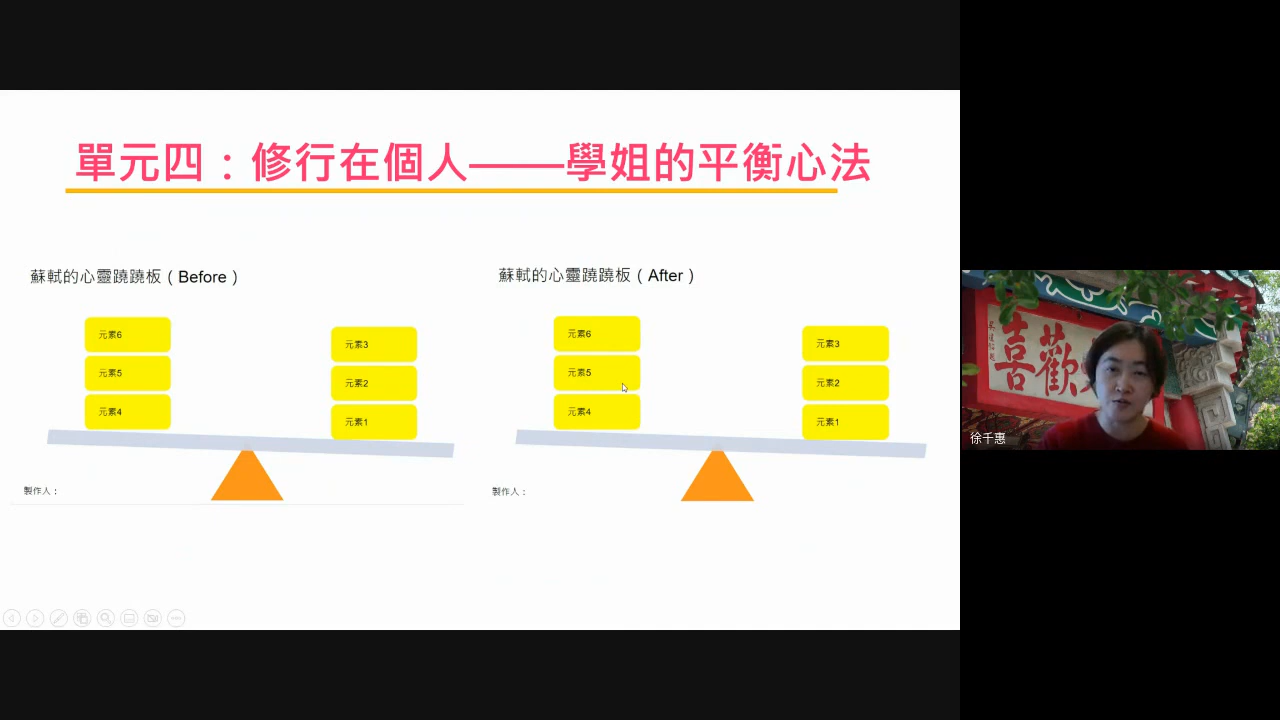 單元四：修行在個人——學姐的平衡心法
蘇軾的心靈蹺蹺板（Before）
元素6
元素5
元素4
元素3
元素2
元素1
製作人：
蘇軾的心靈蹺蹺板（After）
元素6
元素5
元素4
元素3
元素2
元素1
製作人：
喜歡
徐千惠